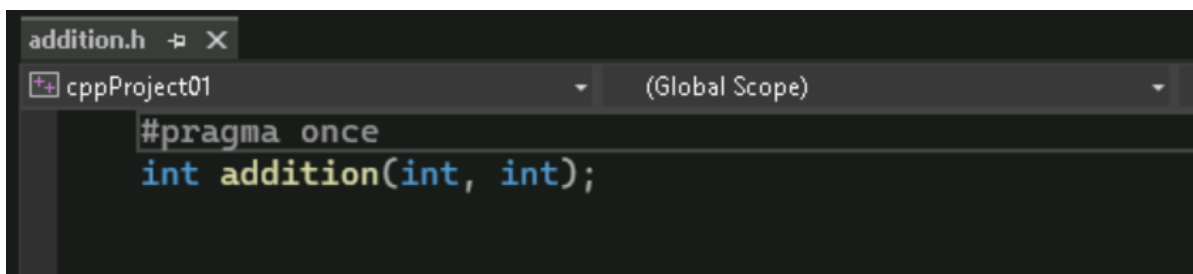 addition.h
cppProject01 (Global Scope)
#pragma once
int addition(int, int);